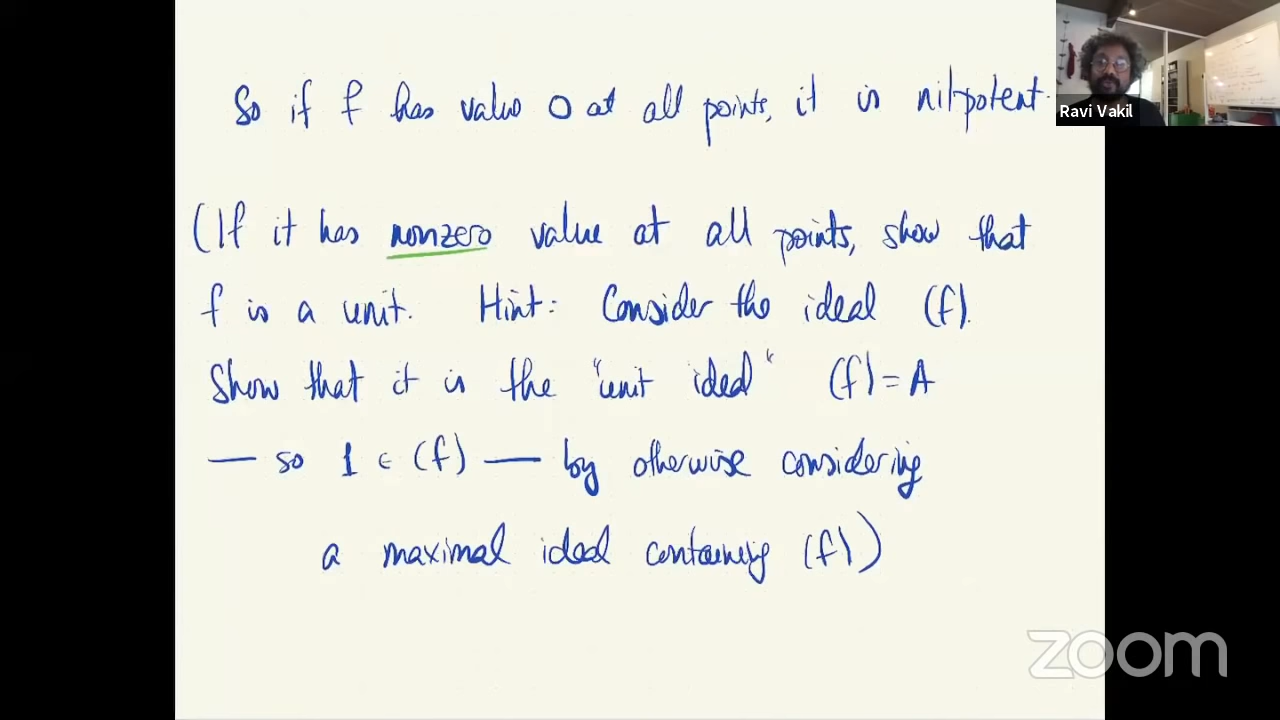 So if f has value 0 at all points, it is nilpotent.
(If it has nonzero value at all points, show that
f is a unit. Hint: Consider the ideal (f).
Show that it is the "unit ideal" (f) = A
— so 1 ∈ (f) — by otherwise considering
a maximal ideal containing (f))
Ravi Vakil
zoom